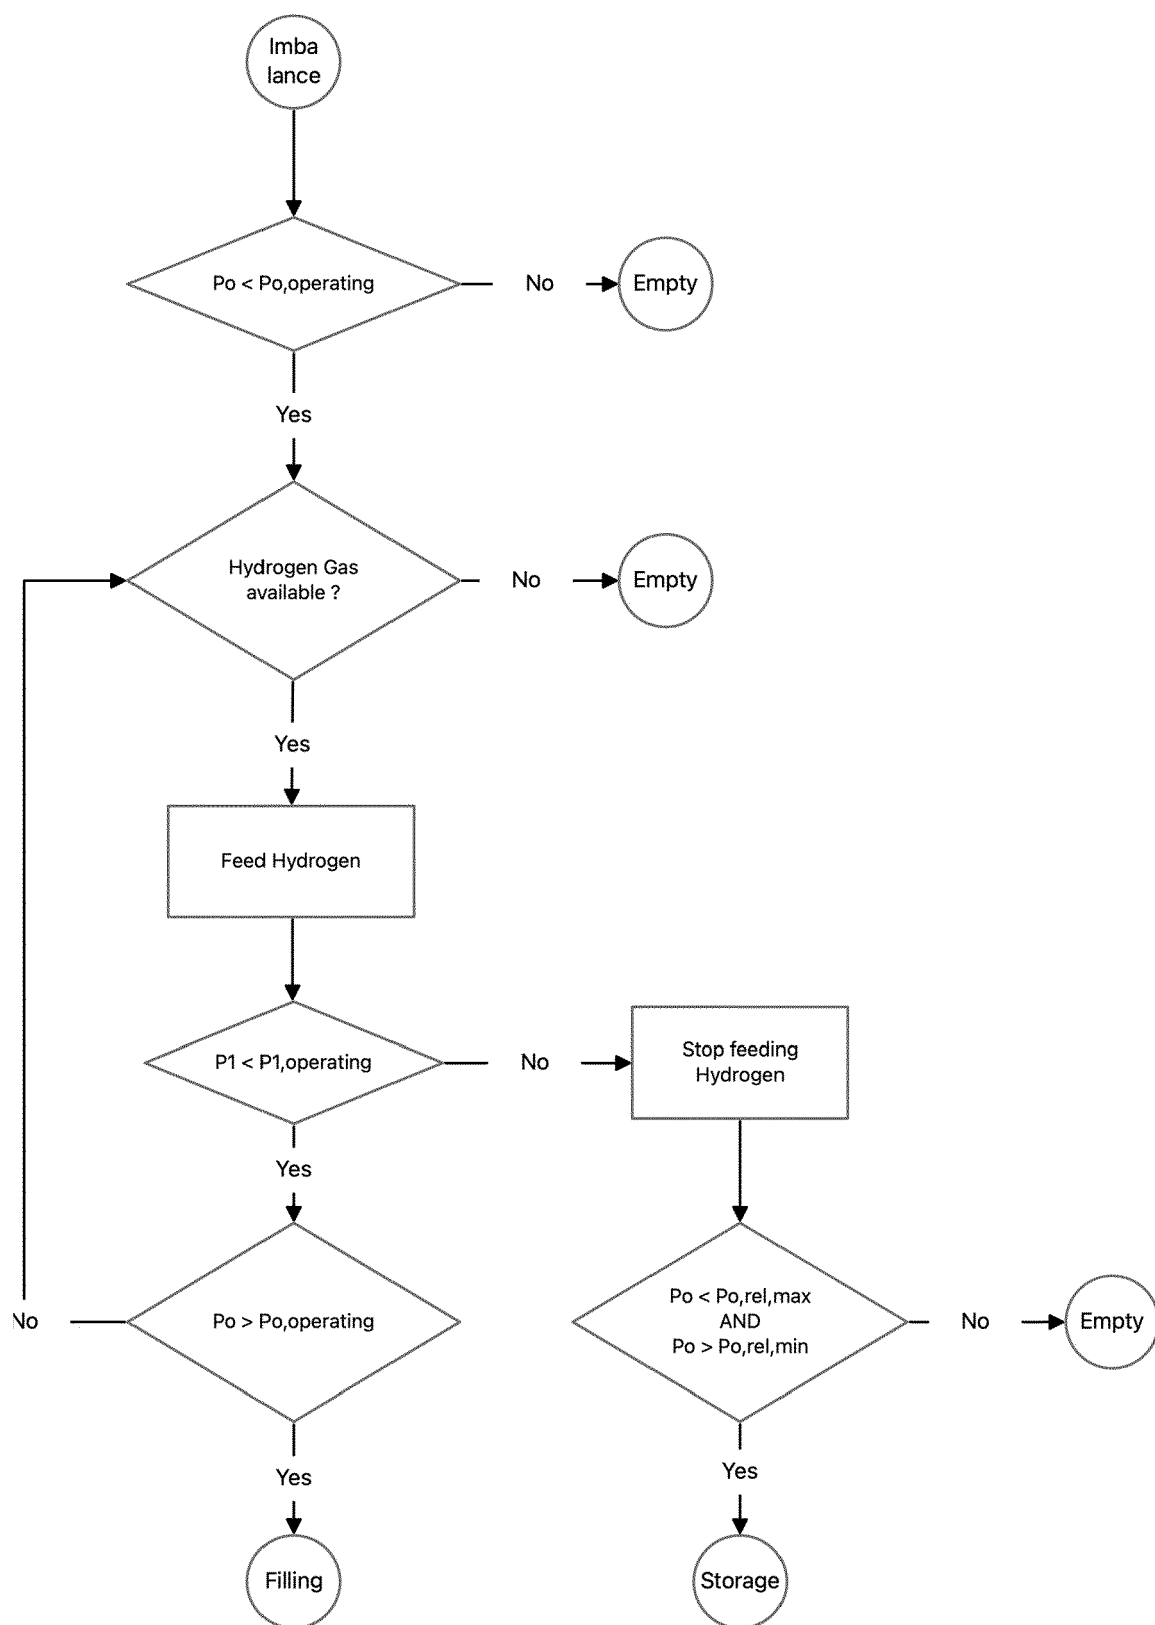 Imba
lance
Po < Po,operating
No
Empty
Yes
Hydrogen Gas
available ?
No
Empty
Yes
Feed Hydrogen
P1 < P1,operating
No
Stop feeding
Hydrogen
Yes
No
Po > Po,operating
Po < Po,rel,max
AND
Po > Po,rel,min
No
Empty
Yes
Yes
Filling
Storage